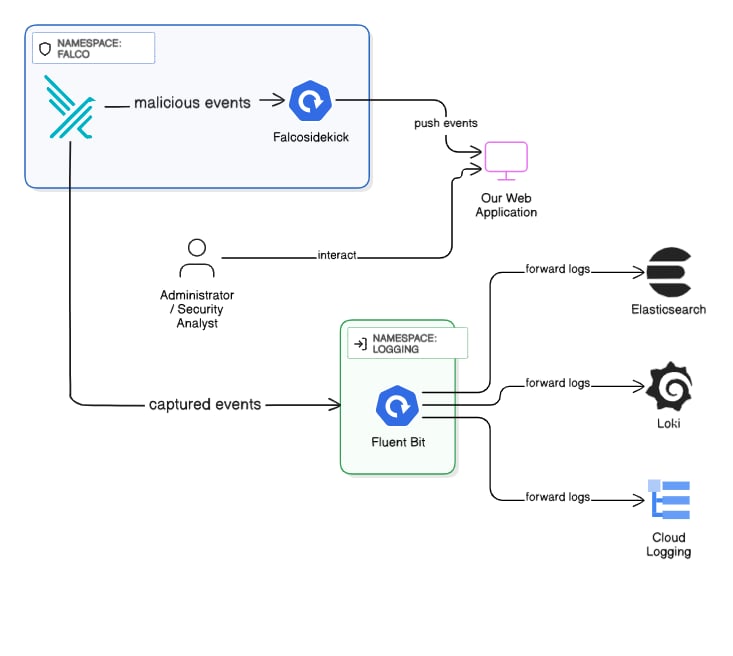 NAMESPACE:
FALCO
malicious events
Falcosidekick
push events
Our Web
Application
interact
Administrator
/ Security
Analyst
forward logs
Elasticsearch
NAMESPACE:
LOGGING
captured events
Fluent Bit
forward logs
Loki
forward logs
Cloud
Logging